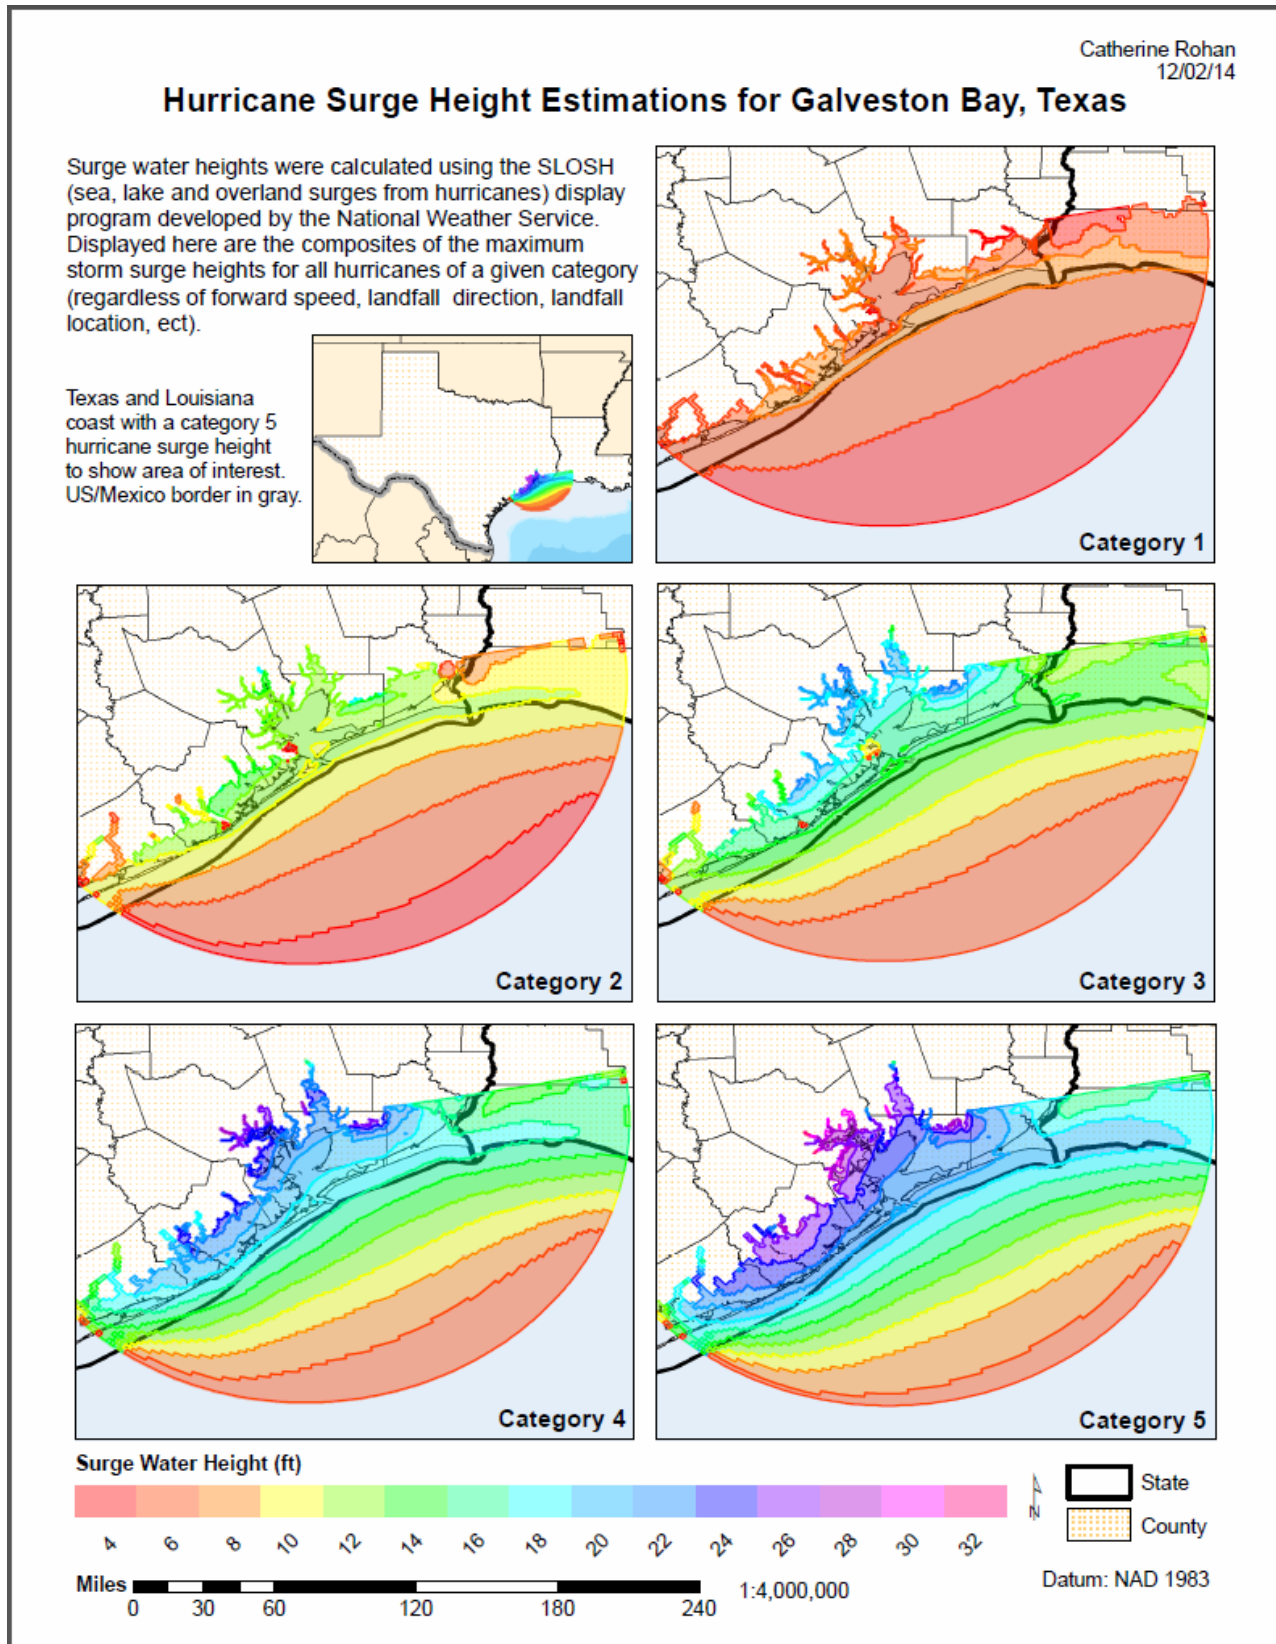 Catherine Rohan
12/02/14
Hurricane Surge Height Estimations for Galveston Bay, Texas
Surge water heights were calculated using the SLOSH
(sea, lake and overland surges from hurricanes) display
program developed by the National Weather Service.
Displayed here are the composites of the maximum
storm surge heights for all hurricanes of a given category
(regardless of forward speed, landfall direction, landfall
location, ect).
Texas and Louisiana
coast with a category 5
hurricane surge height
to show area of interest.
US/Mexico border in gray.
Category 1
Category 2
Category 3
Category 4
Category 5
Surge Water Height (ft)
4 6 8 10 12 14 16 18 20 22 24 26 28 30 32
N
State
County
Miles
0 30 60 120 180 240
1:4,000,000
Datum: NAD 1983